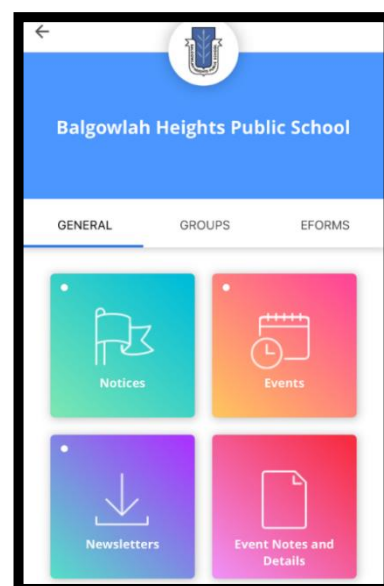 Balgowlah Heights Public School
GENERAL GROUPS EFORMS
Notices
Events
Newsletters
Event Notes and
Details